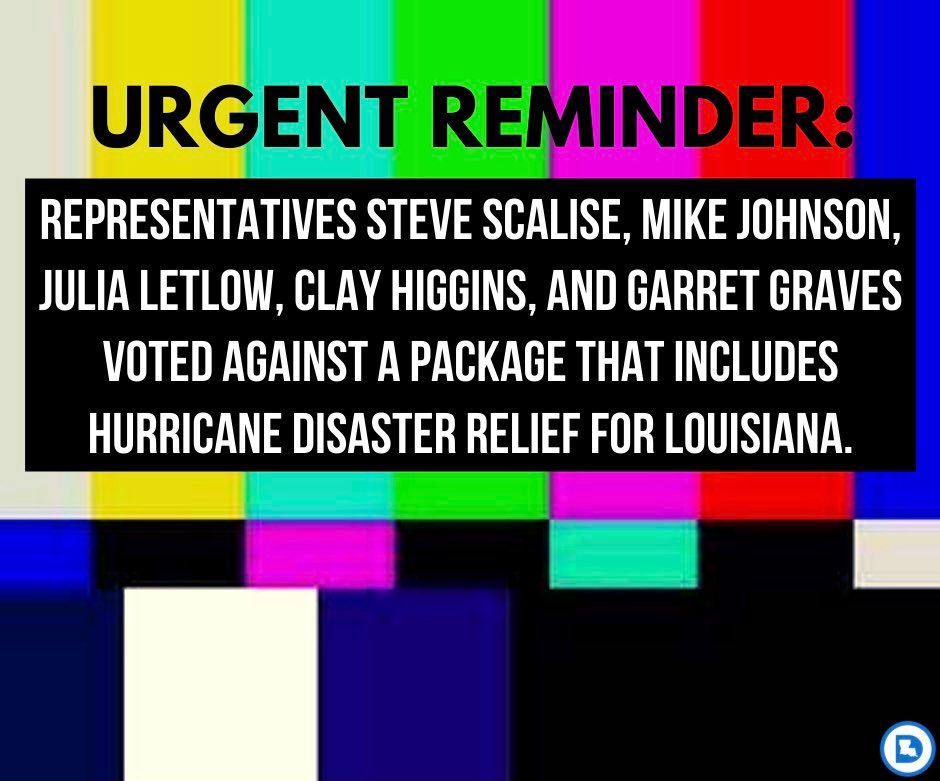 URGENT REMINDER:
REPRESENTATIVES STEVE SCALISE, MIKE JOHNSON,
JULIA LETLOW, CLAY HIGGINS, AND GARRET GRAVES
VOTED AGAINST A PACKAGE THAT INCLUDES
HURRICANE DISASTER RELIEF FOR LOUISIANA.